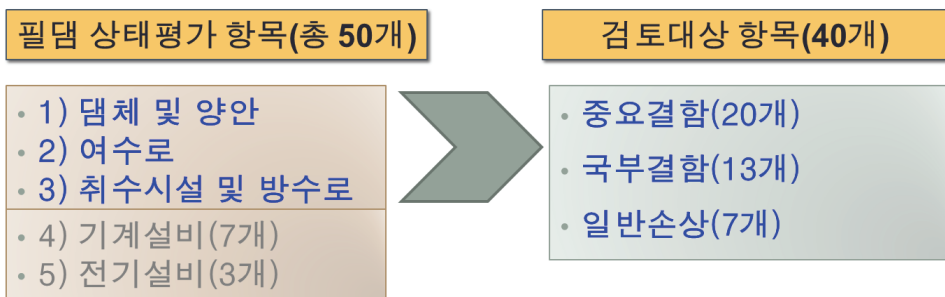 필댐 상태평가 항목(총 50개)
• 1) 댐체 및 양안
• 2) 여수로
• 3) 취수시설 및 방수로
• 4) 기계설비(7개)
• 5) 전기설비(3개)
검토대상 항목(40개)
• 중요결함(20개)
• 국부결함(13개)
• 일반손상(7개)